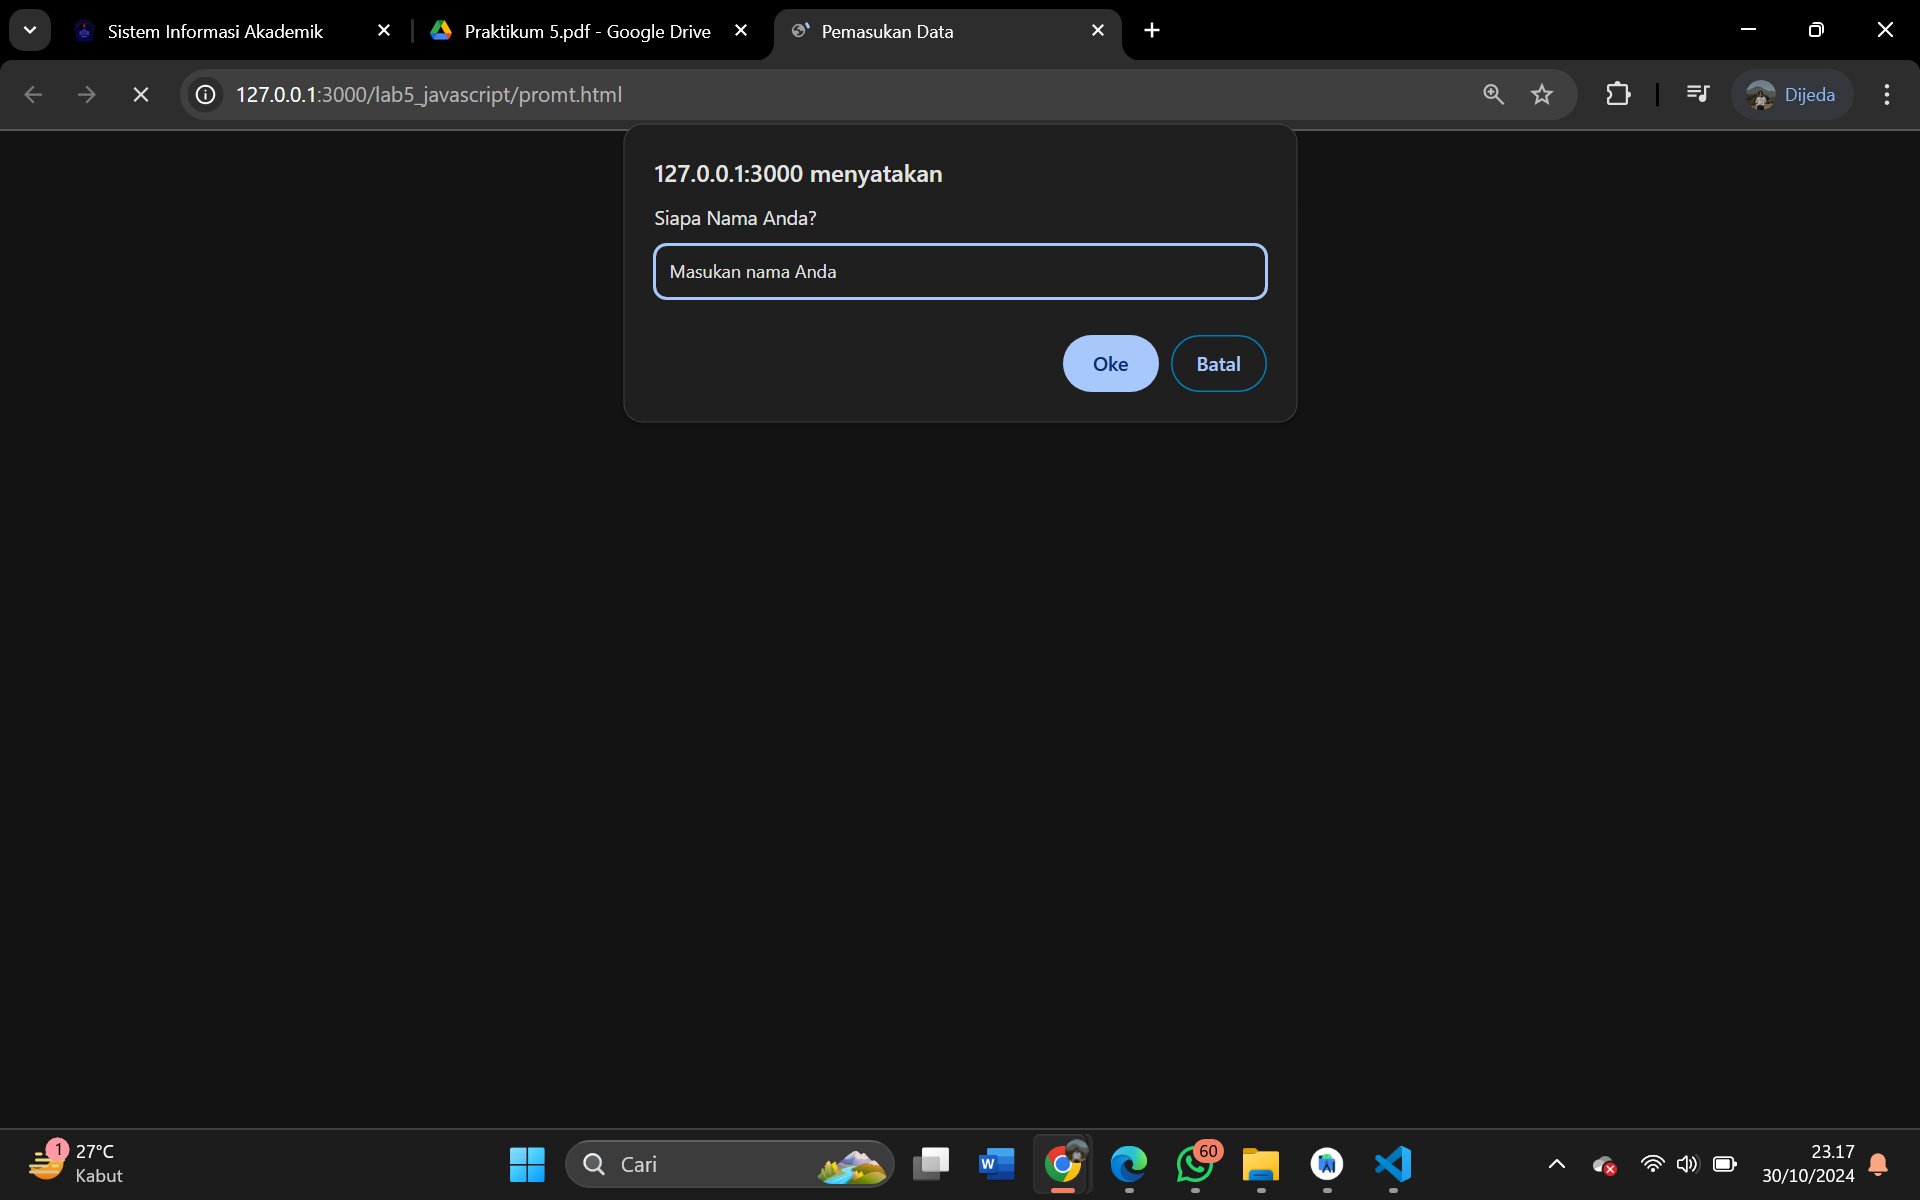 Sistem Informasi Akademik
Praktikum 5.pdf - Google Drive
Pemasukan Data
127.0.0.1:3000/lab5_javascript/promt.html
Dijeda
127.0.0.1:3000 menyatakan
Siapa Nama Anda?
Masukan nama Anda
Oke
Batal
1
27°C
Kabut
Cari
W
60
23.17
30/10/2024